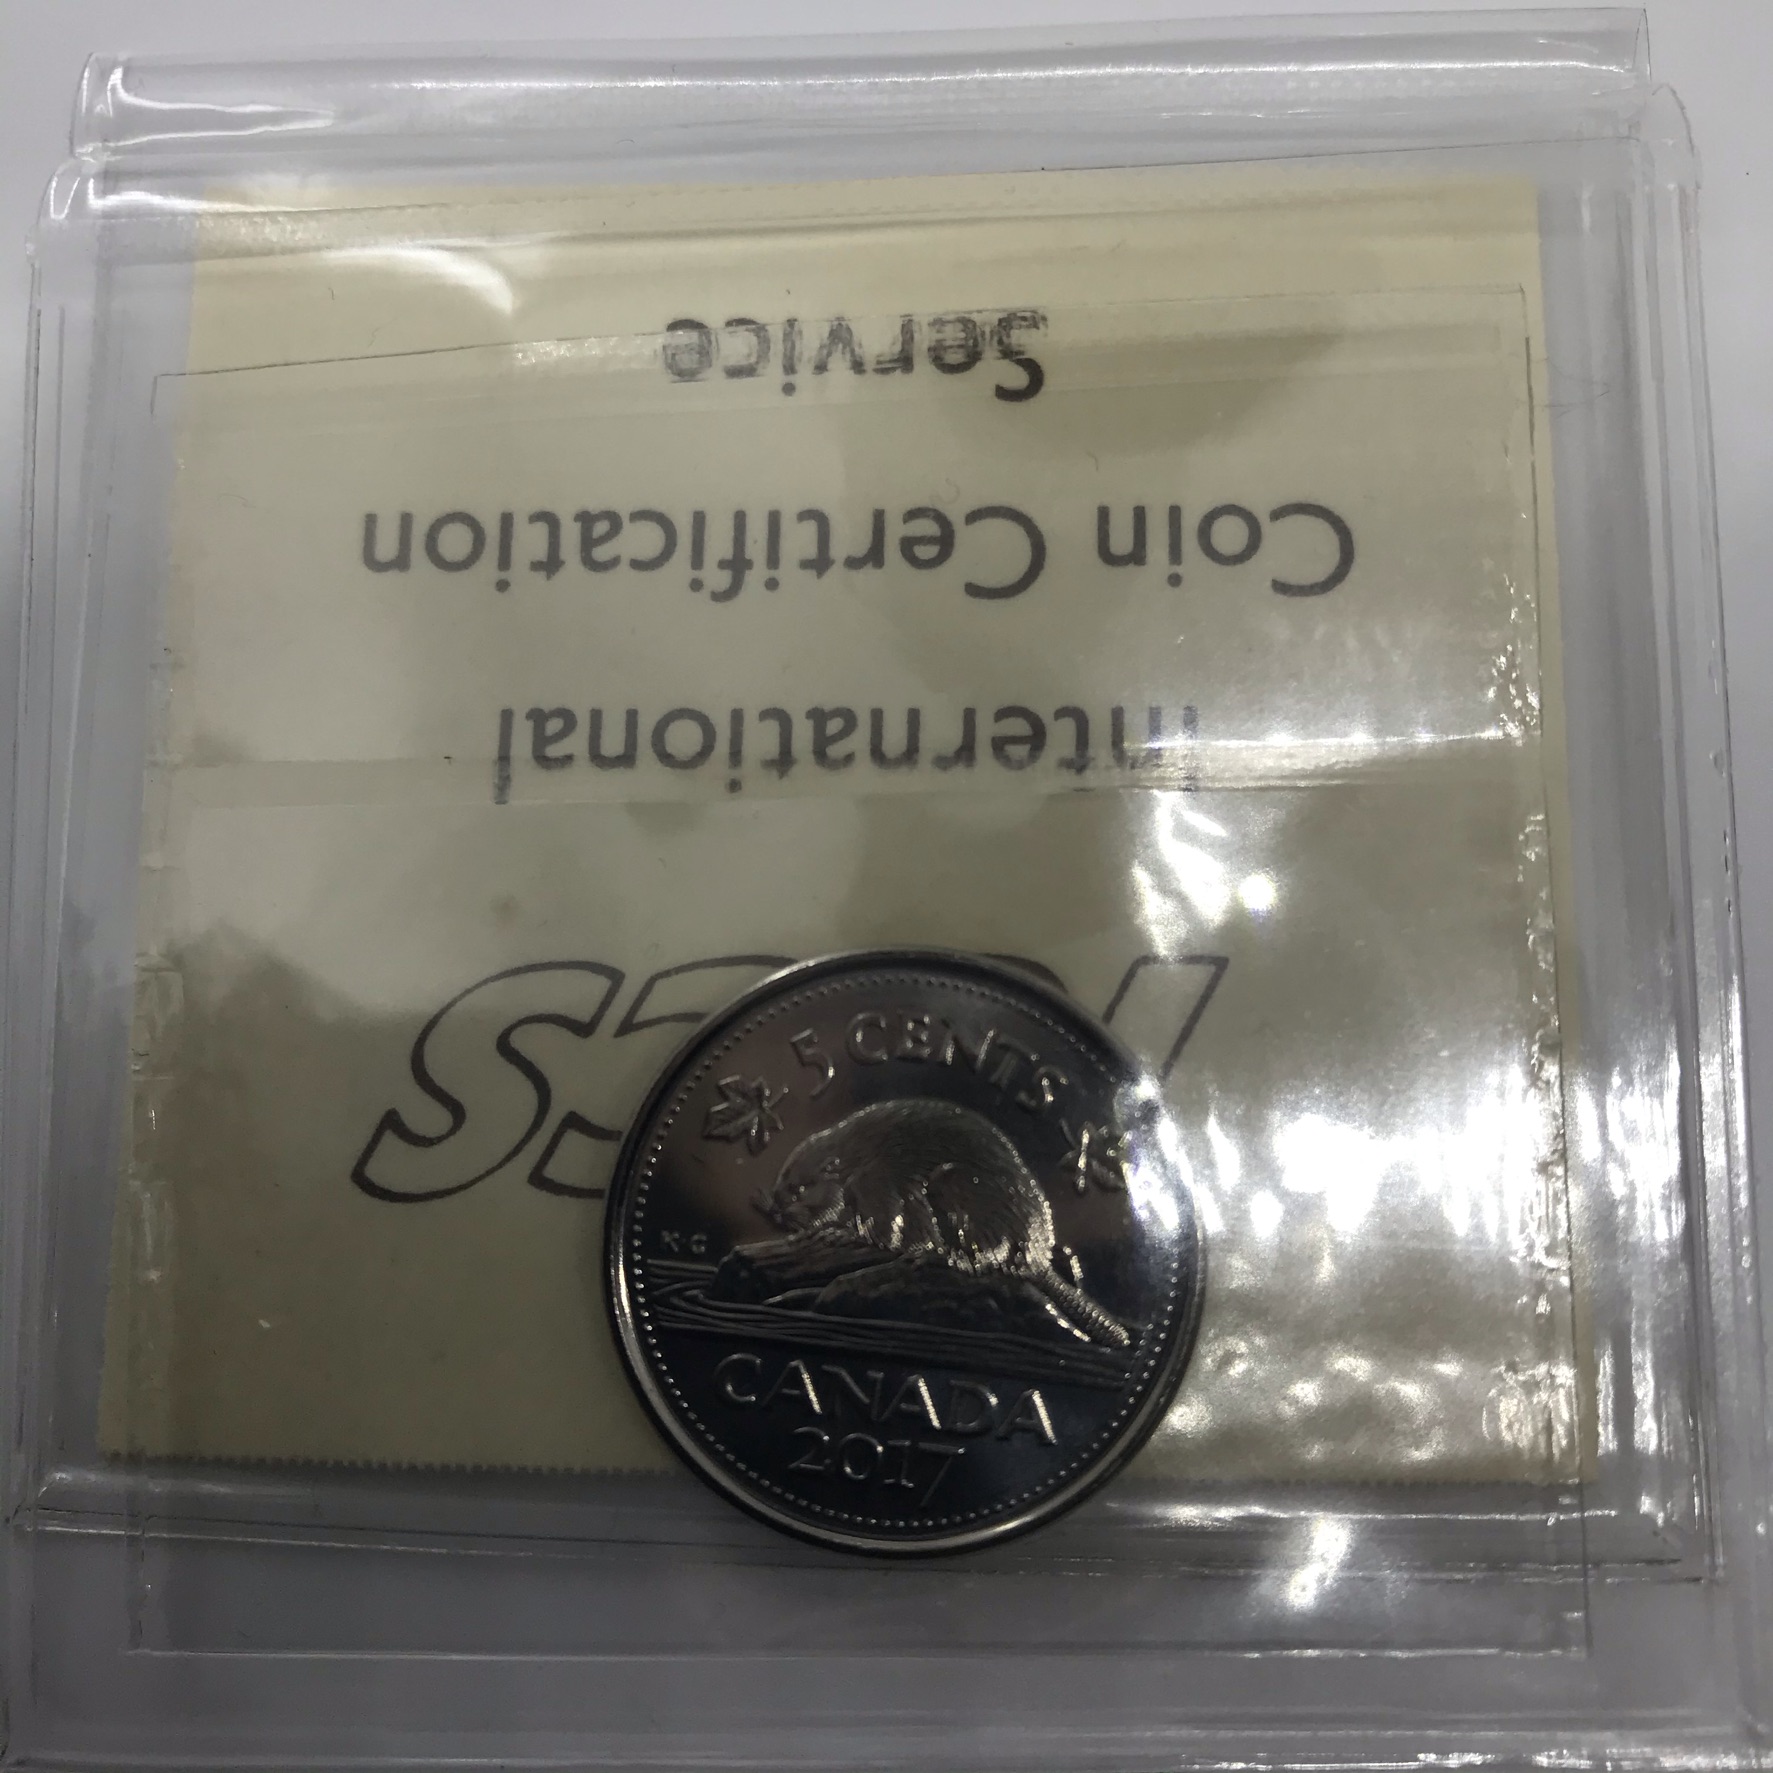 ICCS
International
Coin Certification
Service
5 CENTS
K·G
CANADA
2017